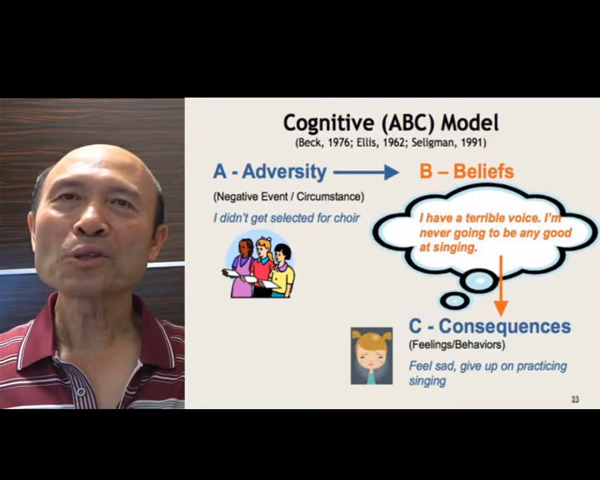 Cognitive (ABC) Model
(Beck, 1976; Ellis, 1962; Seligman, 1991)
A - Adversity
(Negative Event / Circumstance)
I didn't get selected for choir
B – Beliefs
I have a terrible voice. I'm
never going to be any good
at singing.
C - Consequences
(Feelings/Behaviors)
Feel sad, give up on practicing
singing
23